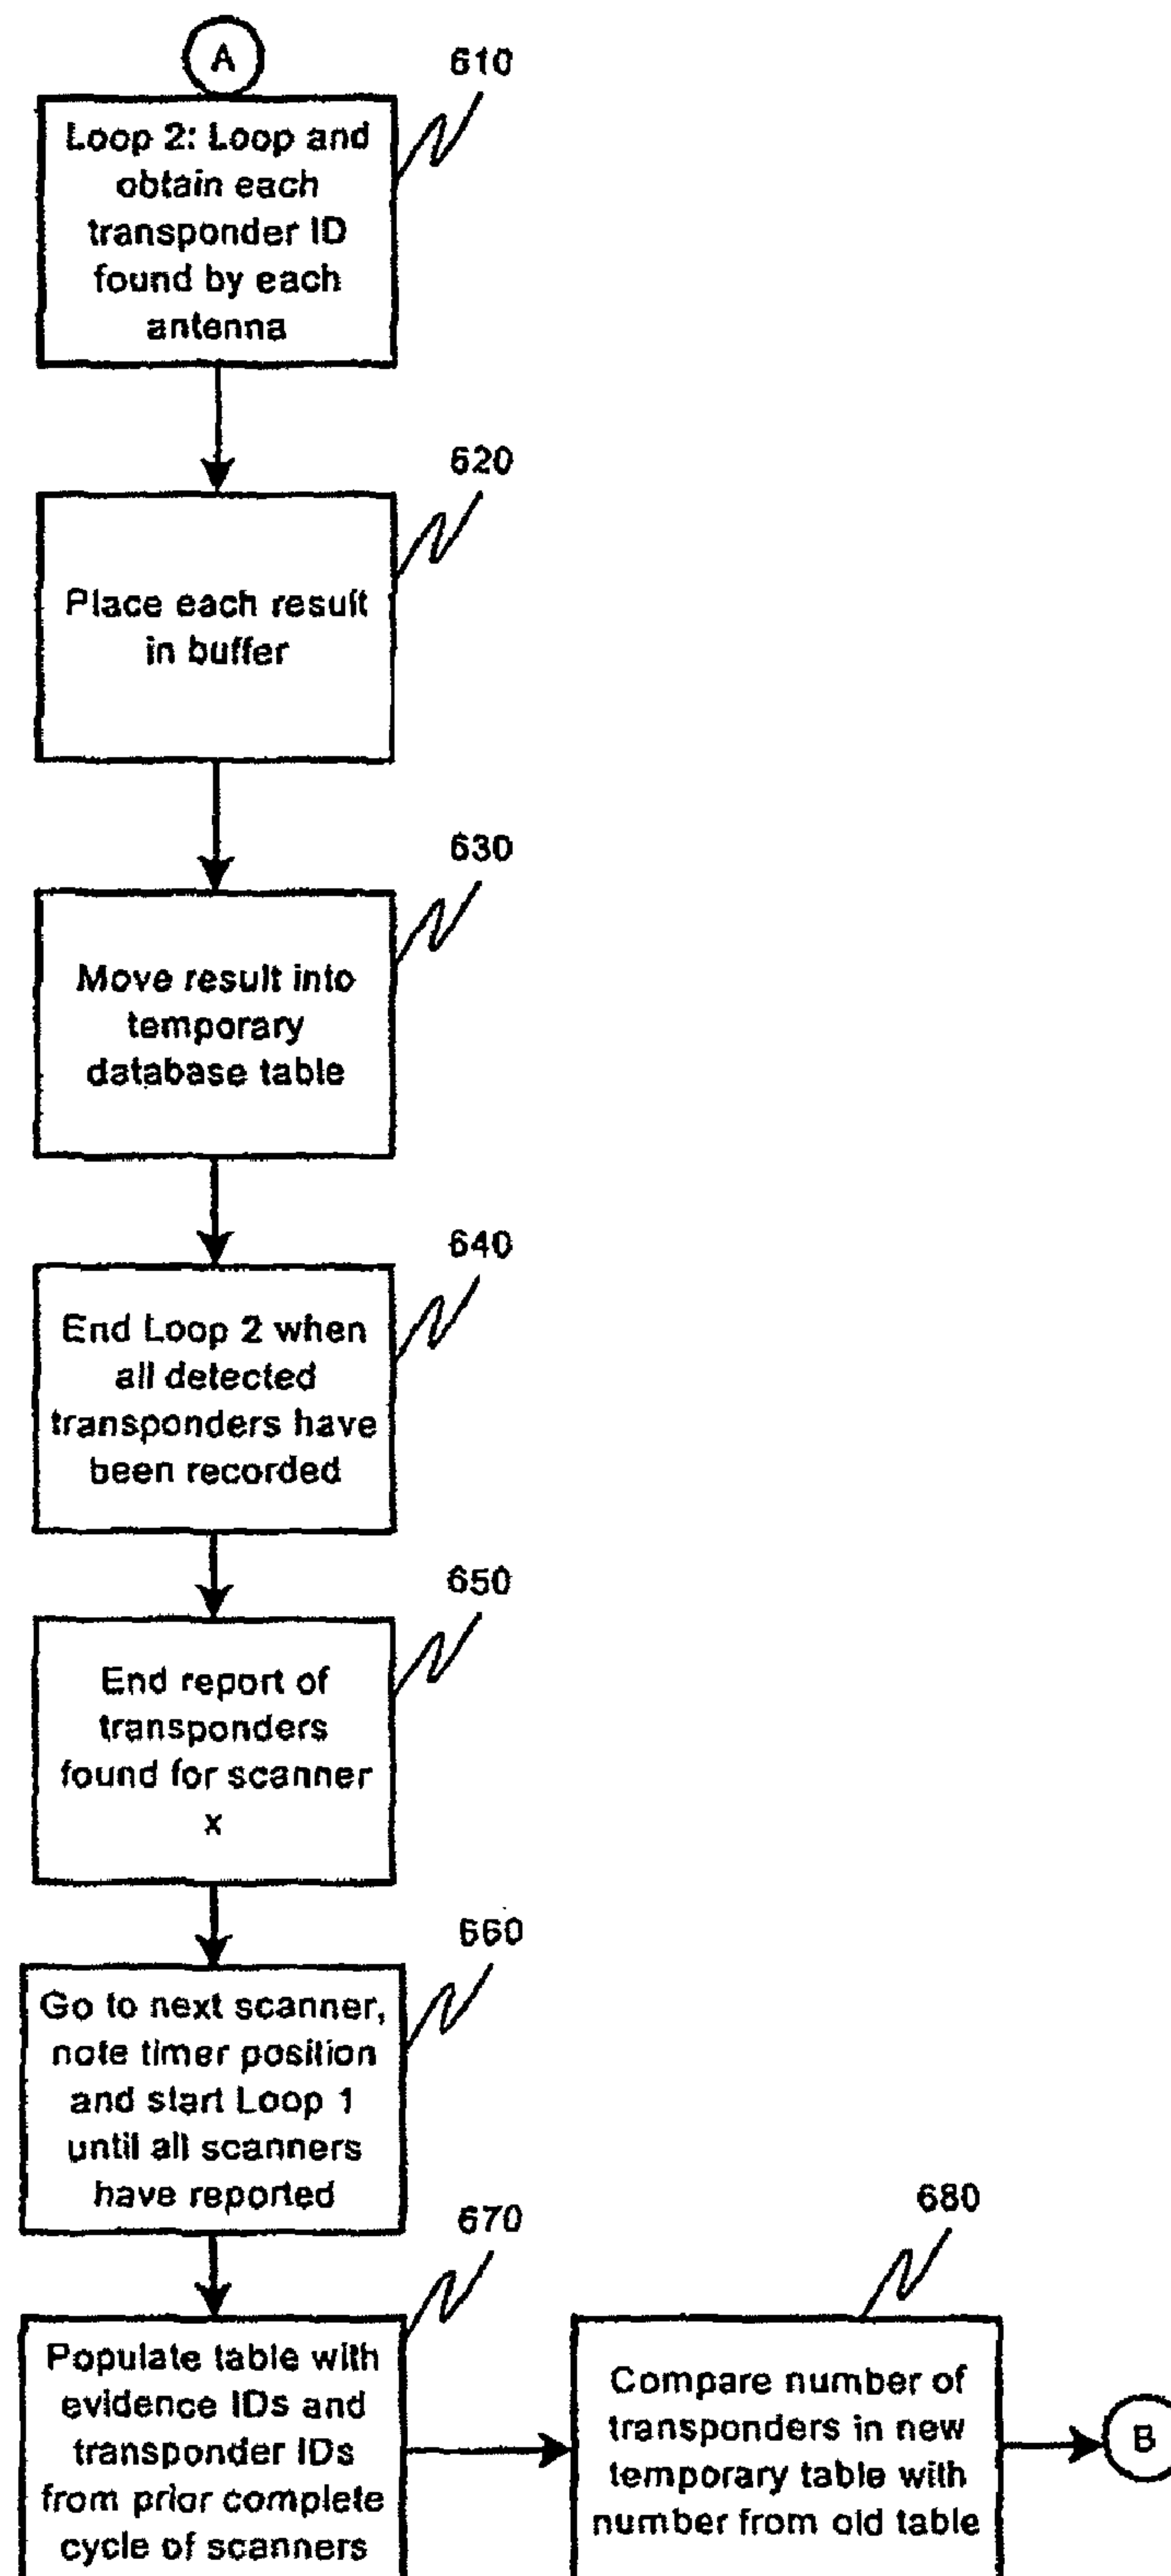 A
610
Loop 2: Loop and
obtain each
transponder ID
found by each
antenna
620
Place each result
in buffer
630
Move result into
temporary
database table
640
End Loop 2 when
all detected
transponders have
been recorded
650
End report of
transponders
found for scanner
x
660
Go to next scanner,
note timer position
and start Loop 1
until all scanners
have reported
670
Populate table with
evidence IDs and
transponder IDs
from prior complete
cycle of scanners
680
Compare number of
transponders in new
temporary table with
number from old table
B